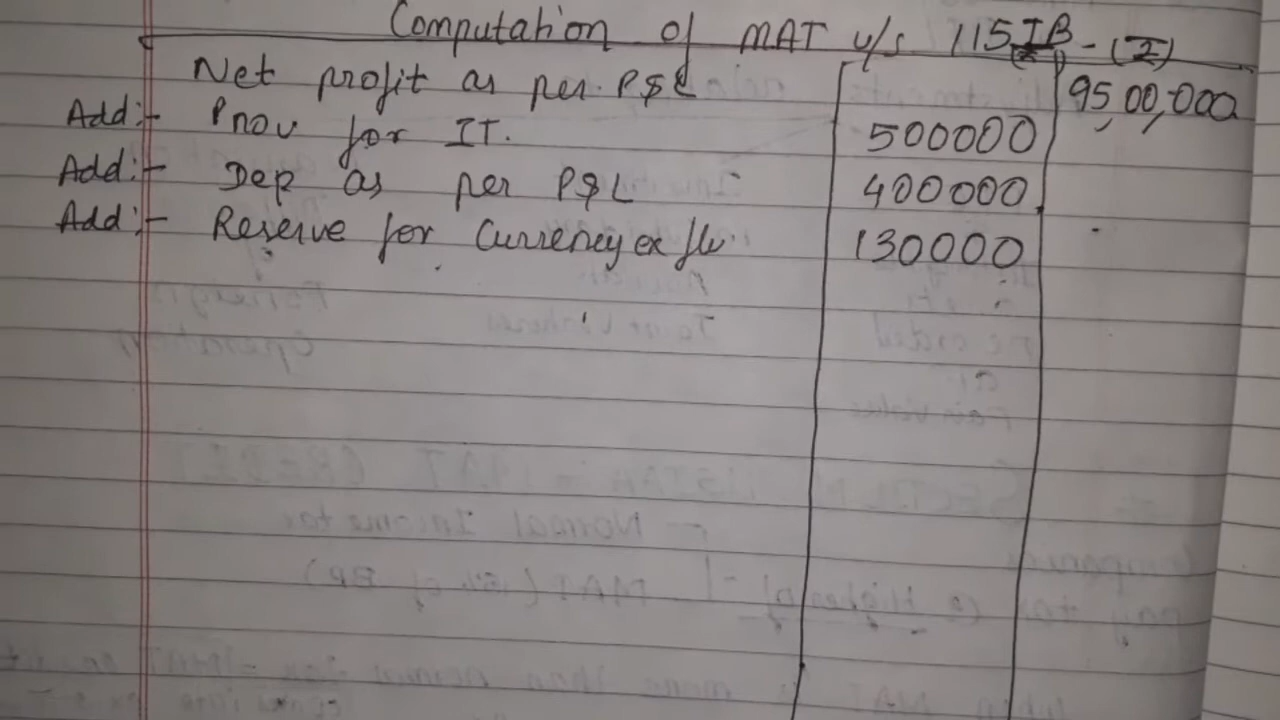 Computation of MAT u/s 115JB - (I)
Net profit as per P&L 95,00,000
Add:- Prov for IT. 500000
Add:- Dep as per P&L 400000
Add:- Reserve for Currency ex flu. 130000